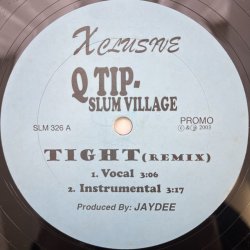 XCLUSIVE
Q TIP-
SLUM VILLAGE
SLM 326 A
PROMO
© & ℗ 2003
TIGHT (REMIX)
1. Vocal 3:06
2. Instrumental 3:17
Produced By: JAYDEE